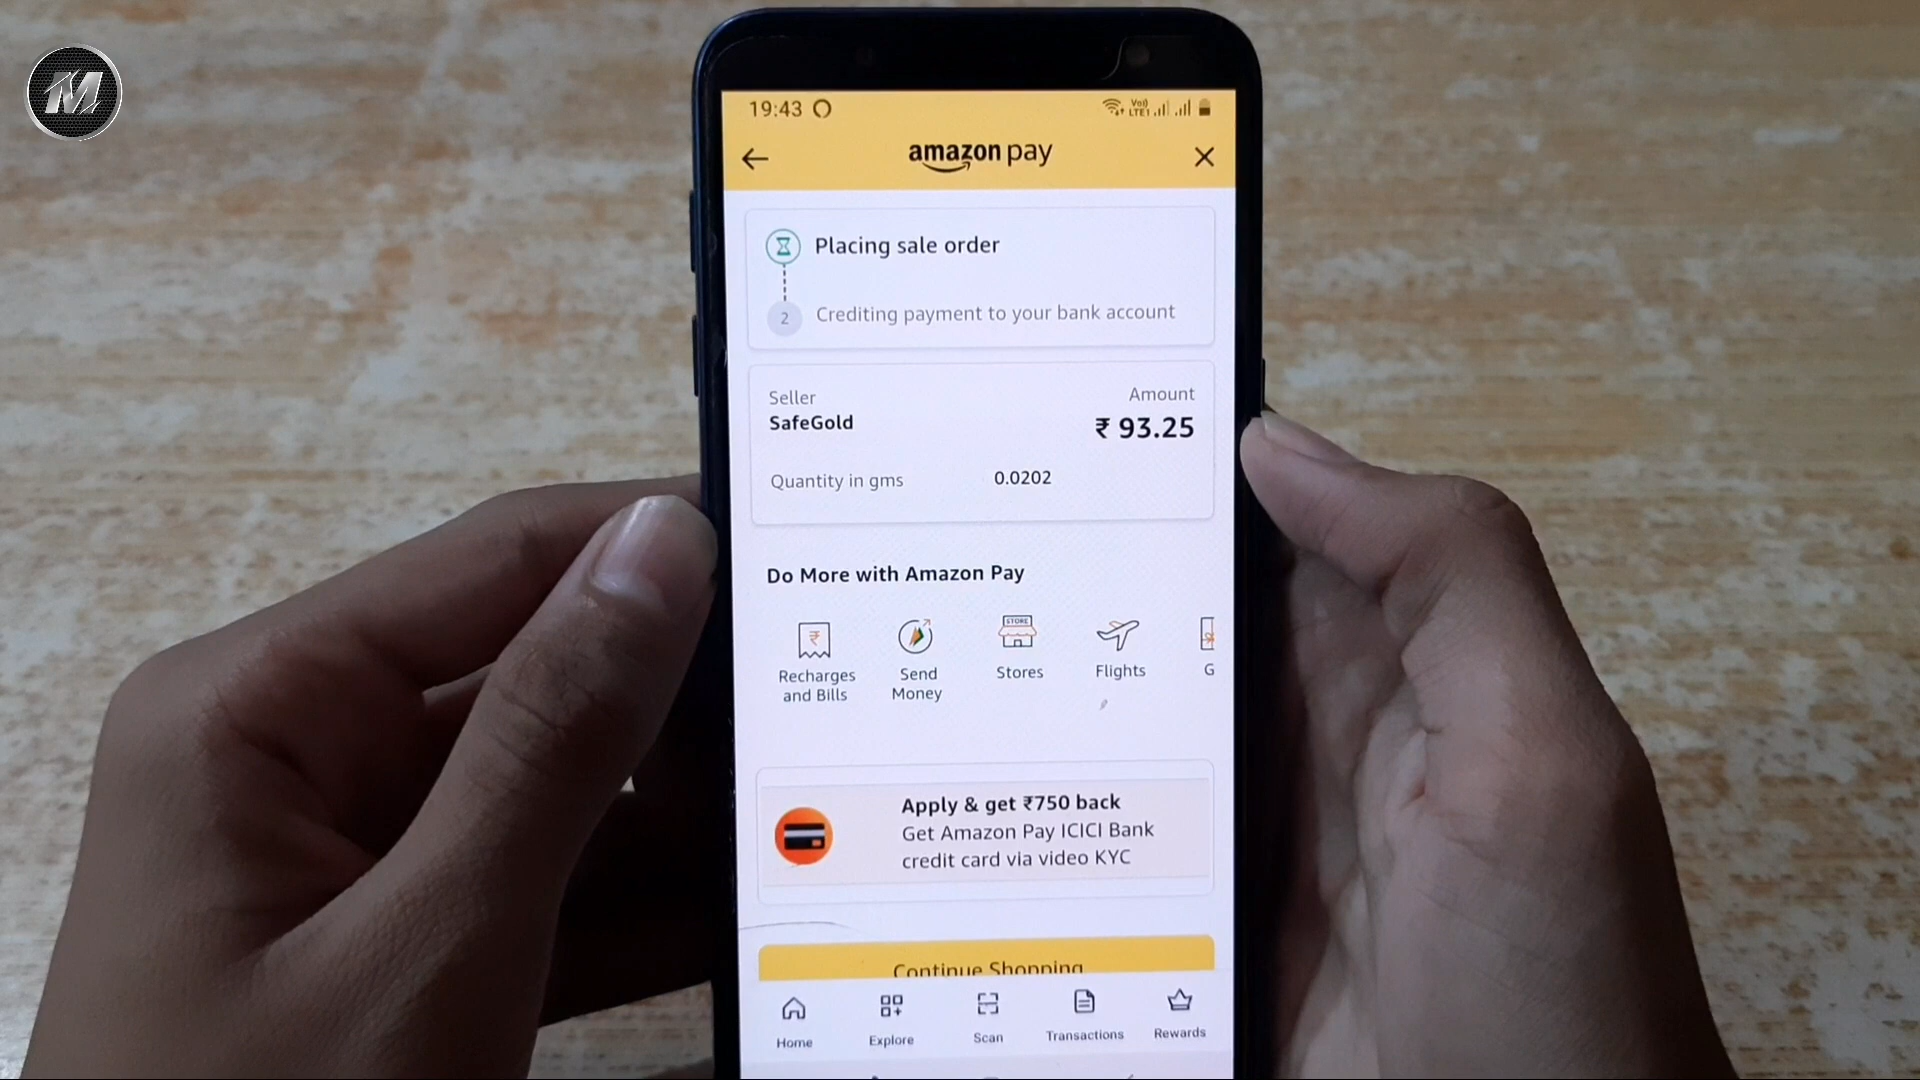 M
19:43
Vo))
LTE1
amazon pay
Placing sale order
2
Crediting payment to your bank account
Seller
Amount
SafeGold
₹ 93.25
Quantity in gms
0.0202
Do More with Amazon Pay
STORE
Recharges
and Bills
Send
Money
Stores
Flights
G
Apply & get ₹750 back
Get Amazon Pay ICICI Bank
credit card via video KYC
Continue Shopping
Home
Explore
Scan
Transactions
Rewards